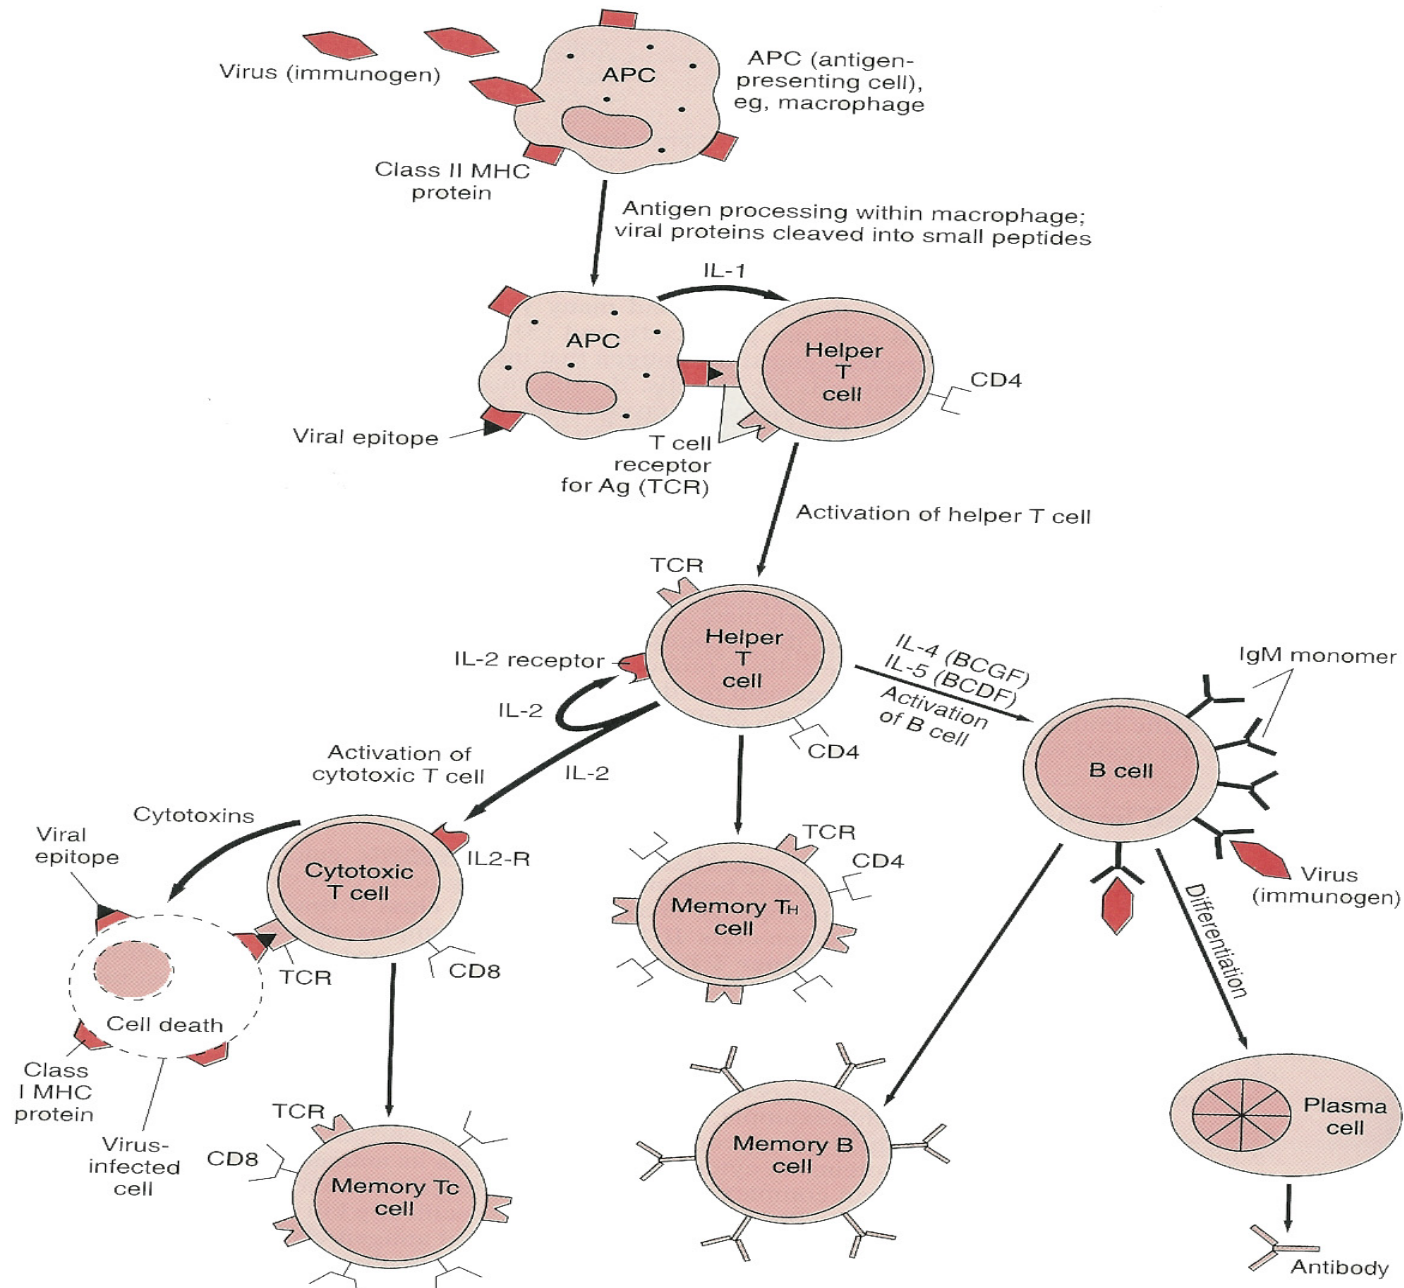 Virus (immunogen)
APC
APC (antigen-
presenting cell),
eg, macrophage
Class II MHC
protein
Antigen processing within macrophage;
viral proteins cleaved into small peptides
IL-1
APC
Helper
T
cell
CD4
Viral epitope
T cell
receptor
for Ag (TCR)
Activation of helper T cell
TCR
Helper
T
cell
IL-2 receptor
IL-2
CD4
IL-4 (BCGF)
IL-5 (BCDF)
Activation
of B cell
IgM monomer
B cell
Virus
(immunogen)
Activation of
cytotoxic T cell
IL-2
Cytotoxins
Viral
epitope
Cytotoxic
T cell
IL2-R
TCR
CD8
Cell death
Class
I MHC
protein
Virus-
infected
cell
TCR
CD4
Memory TH
cell
Differentiation
TCR
CD8
Memory Tc
cell
Memory B
cell
Plasma
cell
Antibody